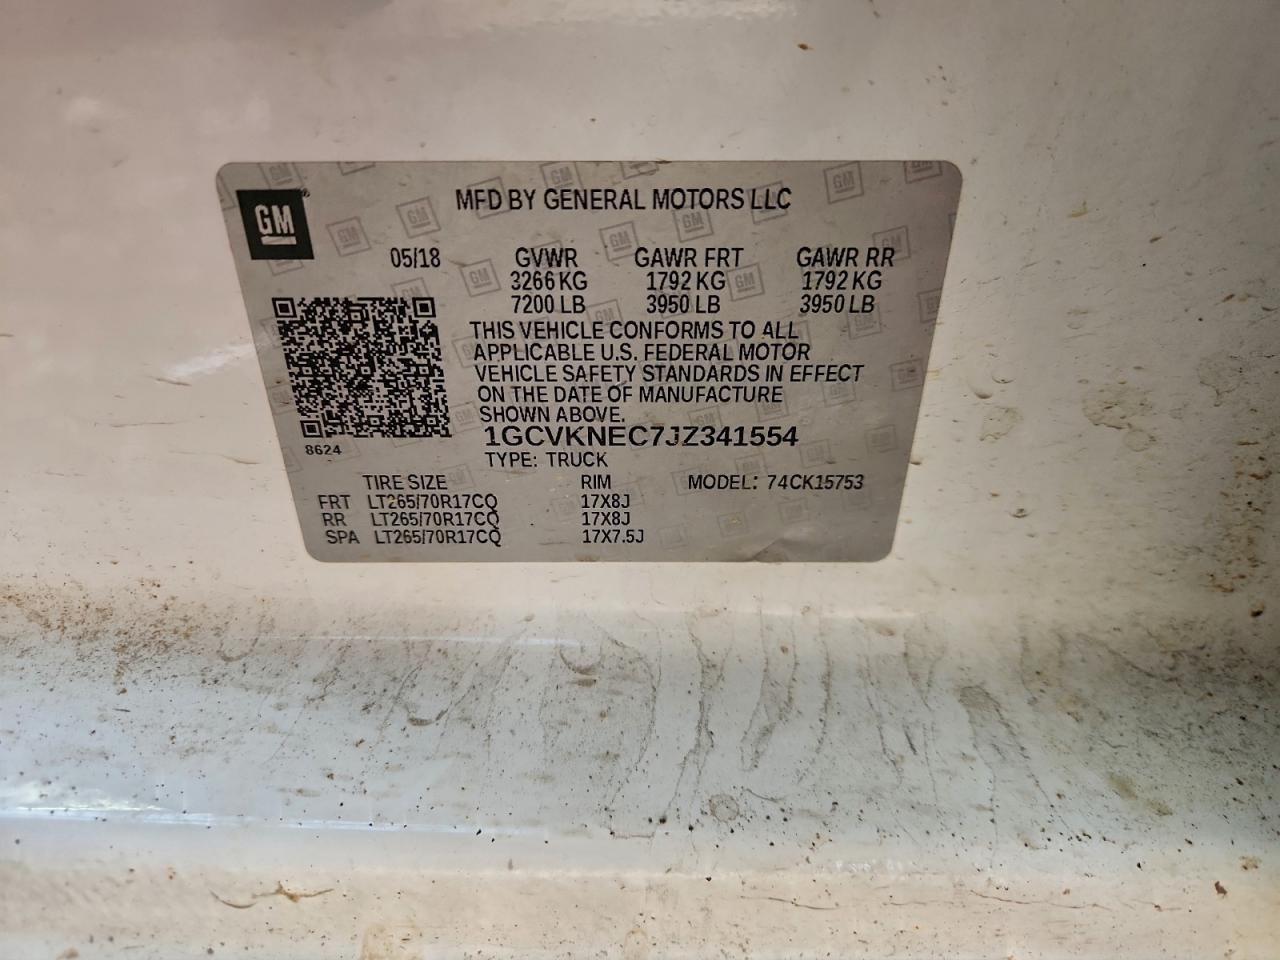 GM
MFD BY GENERAL MOTORS LLC
05/18 GVWR GAWR FRT GAWR RR
3266 KG 1792 KG 1792 KG
7200 LB 3950 LB 3950 LB
THIS VEHICLE CONFORMS TO ALL
APPLICABLE U.S. FEDERAL MOTOR
VEHICLE SAFETY STANDARDS IN EFFECT
ON THE DATE OF MANUFACTURE
SHOWN ABOVE.
1GCVKNEC7JZ341554
8624
TYPE: TRUCK
TIRE SIZE RIM MODEL: 74CK15753
FRT LT265/70R17CQ 17X8J
RR LT265/70R17CQ 17X8J
SPA LT265/70R17CQ 17X7.5J